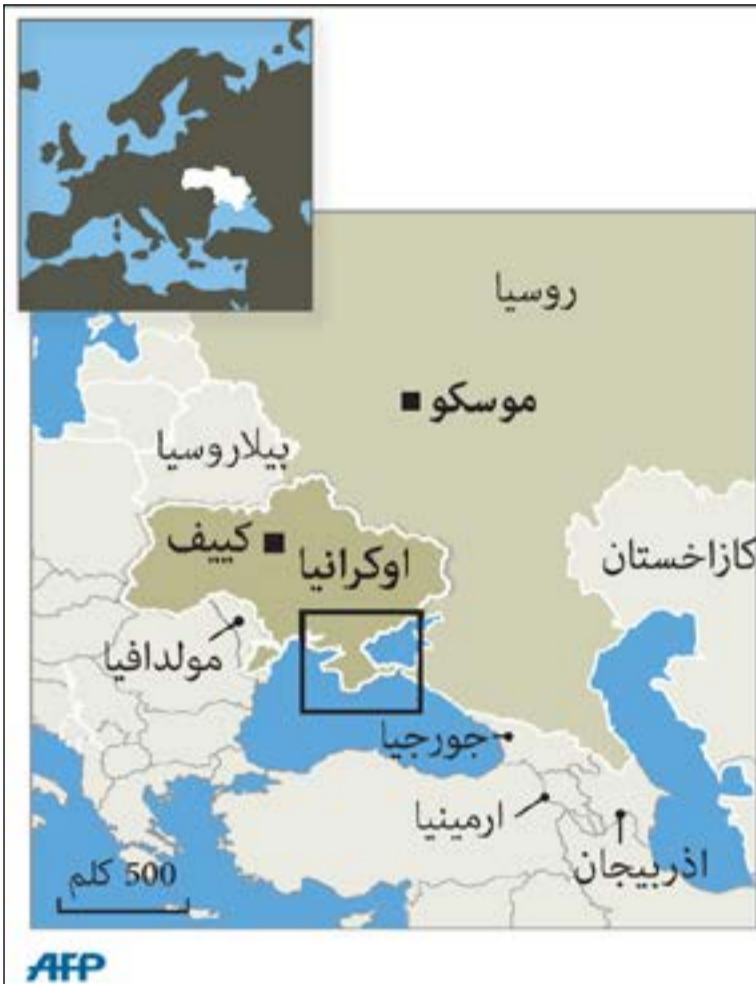 روسيا
موسكو
بيلاروسيا
كييف
اوكرانيا
كازاخستان
مولدافيا
جورجيا
ارمينيا
اذربيجان
500 كلم
AFP